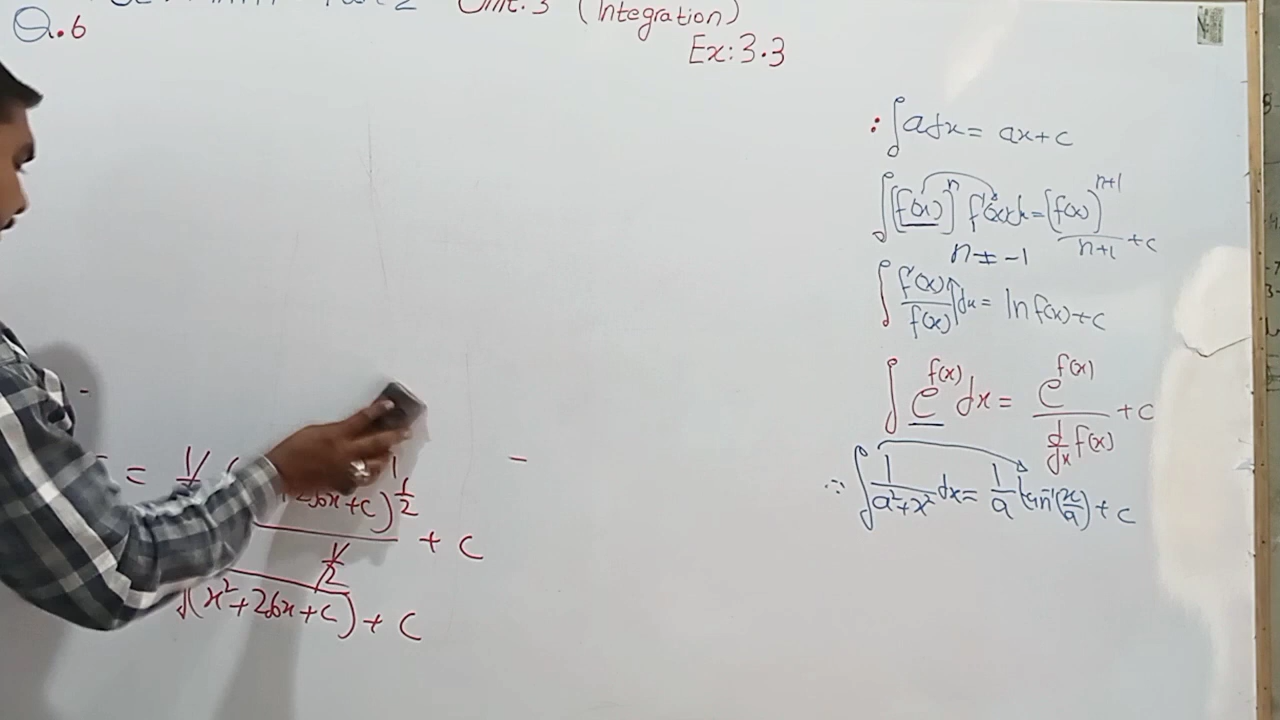 Unit. 3 (Integration)
Q.6
Ex: 3.3
: ∫ a dx = ax + c
∫ [f(x)]ⁿ f'(x) dx = [f(x)]ⁿ⁺¹ / n+1 + c
n ≠ -1
∫ f'(x) / f(x) dx = ln f(x) + c
∫ e^f(x) dx = e^f(x) / d/dx f(x) + c
∵ ∫ 1 / a² + x² dx = 1/a tan⁻¹ (x/a) + c
+ c
(x² + 2bx + c) + c